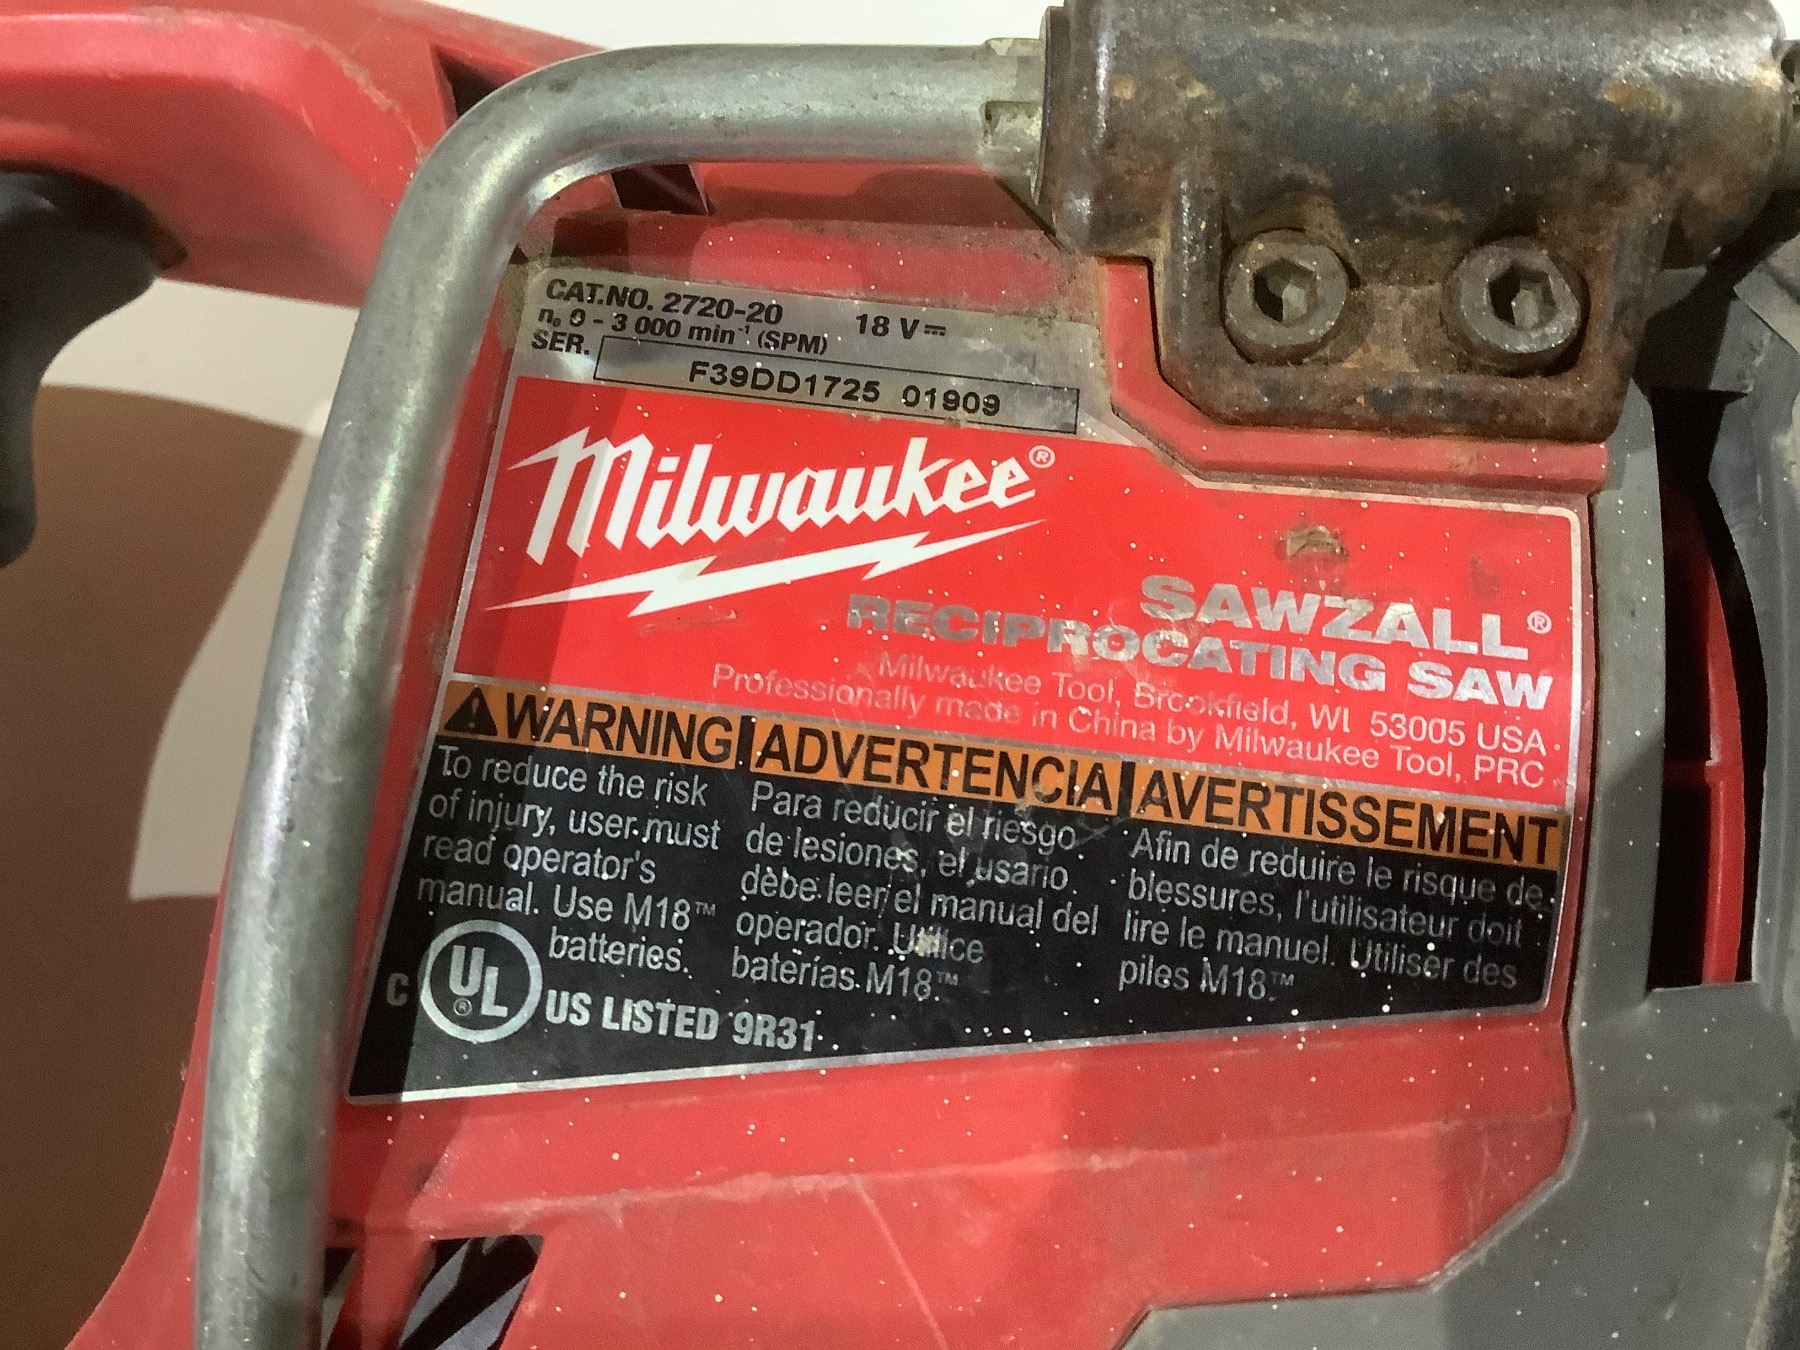 CAT.NO. 2720-20 18 V⎓
n₀ 0 - 3 000 min⁻¹ (SPM)
SER. F39DD1725 01909
Milwaukee®
SAWZALL®
RECIPROCATING SAW
Milwaukee Tool, Brookfield, WI 53005 USA
Professionally made in China by Milwaukee Tool, PRC
⚠WARNING
To reduce the risk
of injury, user must
read operator's
manual. Use M18™
batteries.
ADVERTENCIA
Para reducir el riesgo
de lesiones, el usario
debe leer el manual del
operador. Utilice
baterías M18.™
AVERTISSEMENT
Afin de reduire le risque de
blessures, l'utilisateur doit
lire le manuel. Utiliser des
piles M18.™
C UL® US LISTED 9R31